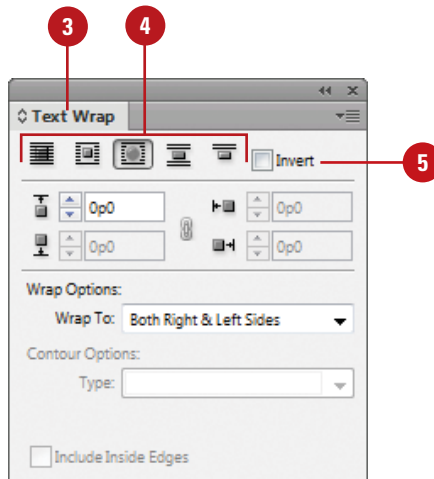 3
4
Text Wrap
Invert
5
0p0
0p0
0p0
0p0
Wrap Options:
Wrap To: Both Right & Left Sides
Contour Options:
Type:
Include Inside Edges